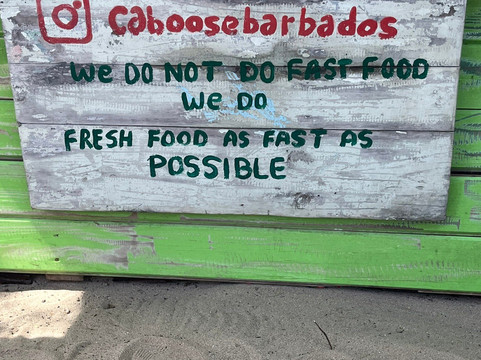 caboosebarbados
WE DO NOT DO FAST FOOD
WE DO
FRESH FOOD AS FAST AS
POSSIBLE